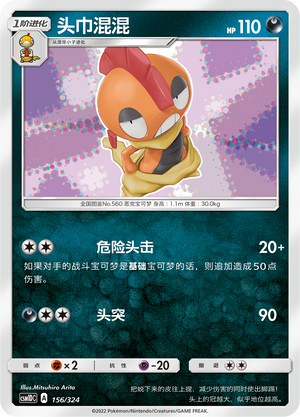 1阶进化
头巾混混
HP 110
从滑滑小子进化
全国图鉴No.560 恶党宝可梦 身高：1.1m 体重：30.0kg
危险头击 20+
如果对手的战斗宝可梦是基础宝可梦的话，则追加造成50点
伤害。
头突 90
弱点 ×2 抗性 -20 撤退
Illus.Mitsuhiro Arita
CSM1DC A 156/324
把蜕下来的皮往上提，减少伤害的同时使出踢击！
头冠越大，似乎地位越高。
©2022 Pokémon/Nintendo/Creatures/GAME FREAK.